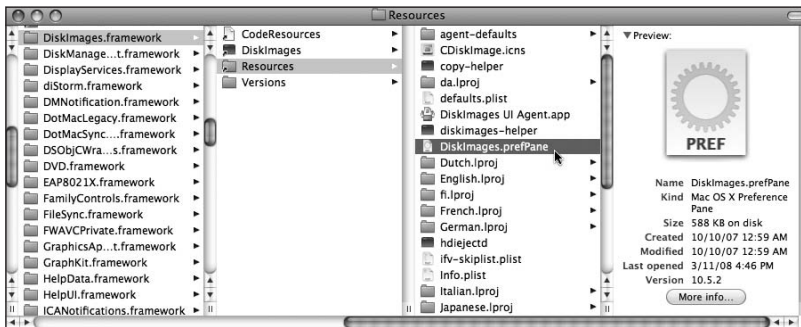 Resources
DiskImages.framework
DiskManage...t.framework
DisplayServices.framework
diStorm.framework
DMNotification.framework
DotMacLegacy.framework
DotMacSync....framework
DSObjCWra...s.framework
DVD.framework
EAP8021X.framework
FamilyControls.framework
FileSync.framework
FWAVCPrivate.framework
GraphicsAp...t.framework
GraphKit.framework
HelpData.framework
HelpUI.framework
ICANotifications.framework
CodeResources
DiskImages
Resources
Versions
agent-defaults
CDiskImage.icns
copy-helper
da.lproj
defaults.plist
DiskImages UI Agent.app
diskimages-helper
DiskImages.prefPane
Dutch.lproj
English.lproj
fi.lproj
French.lproj
German.lproj
hdiejectd
ifv-skiplist.plist
Info.plist
Italian.lproj
Japanese.lproj
Preview:
PREF
Name DiskImages.prefPane
Kind Mac OS X Preference
Pane
Size 588 KB on disk
Created 10/10/07 12:59 AM
Modified 10/10/07 12:59 AM
Last opened 3/11/08 4:46 PM
Version 10.5.2
More info...